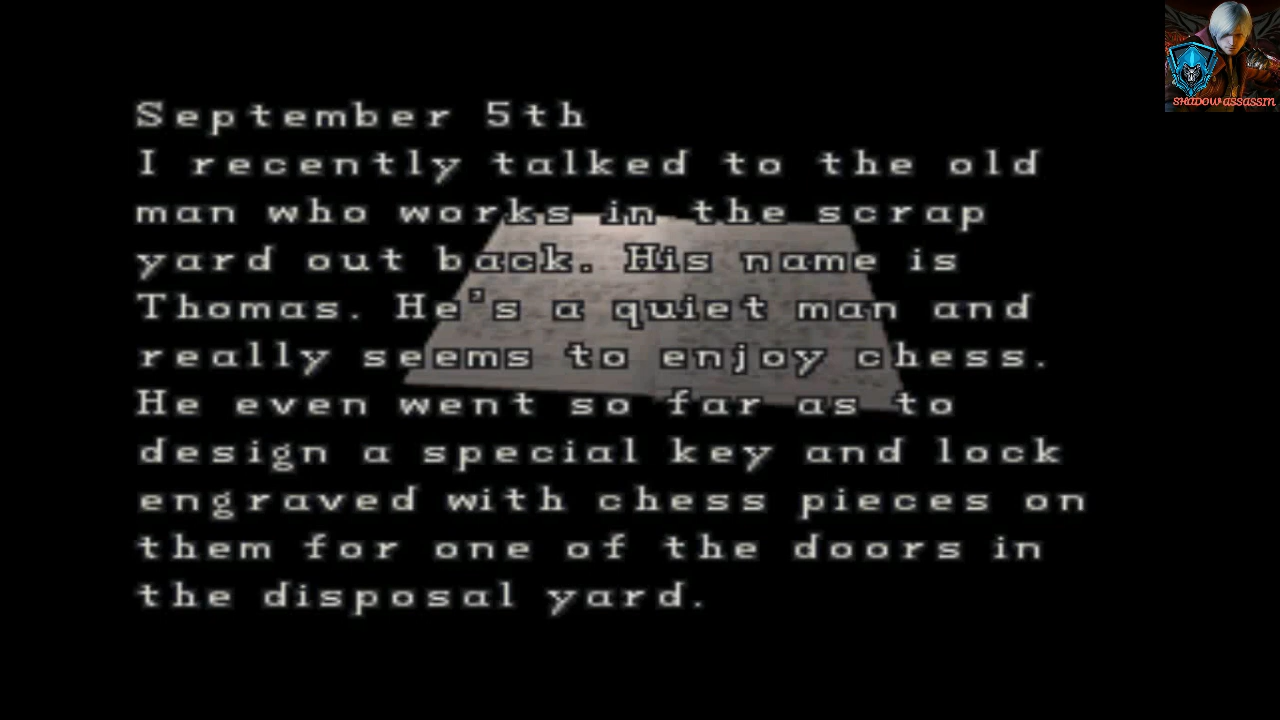 September 5th
I recently talked to the old
man who works in the scrap
yard out back. His name is
Thomas. He's a quiet man and
really seems to enjoy chess.
He even went so far as to
design a special key and lock
engraved with chess pieces on
them for one of the doors in
the disposal yard.
SHADOW ASSASSIN